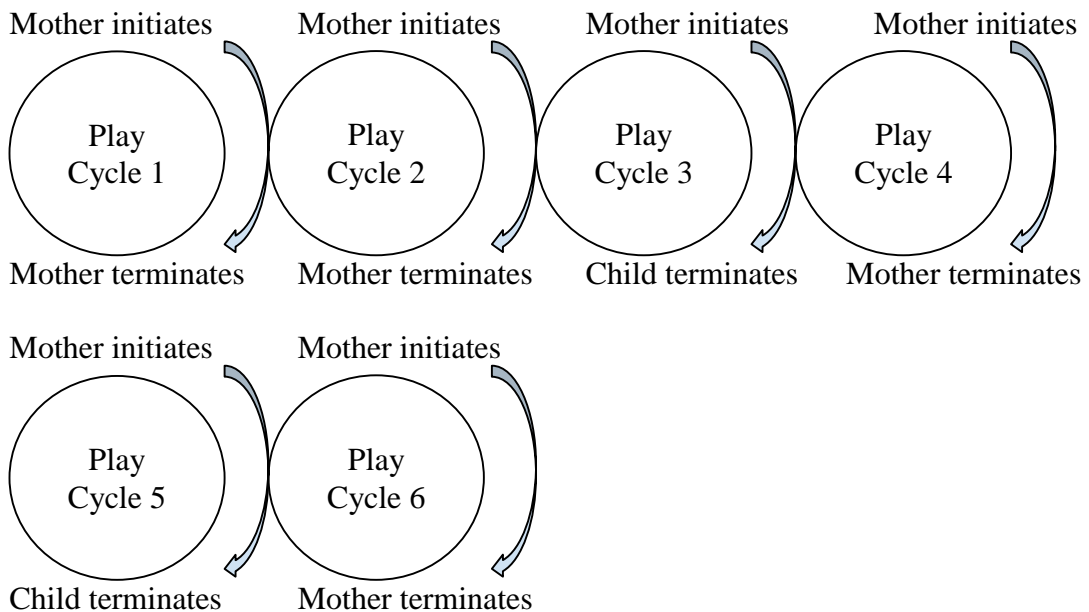 Mother initiates Mother initiates Mother initiates Mother initiates
Play Play Play Play
Cycle 1 Cycle 2 Cycle 3 Cycle 4
Mother terminates Mother terminates Child terminates Mother terminates
Mother initiates Mother initiates
Play Play
Cycle 5 Cycle 6
Child terminates Mother terminates